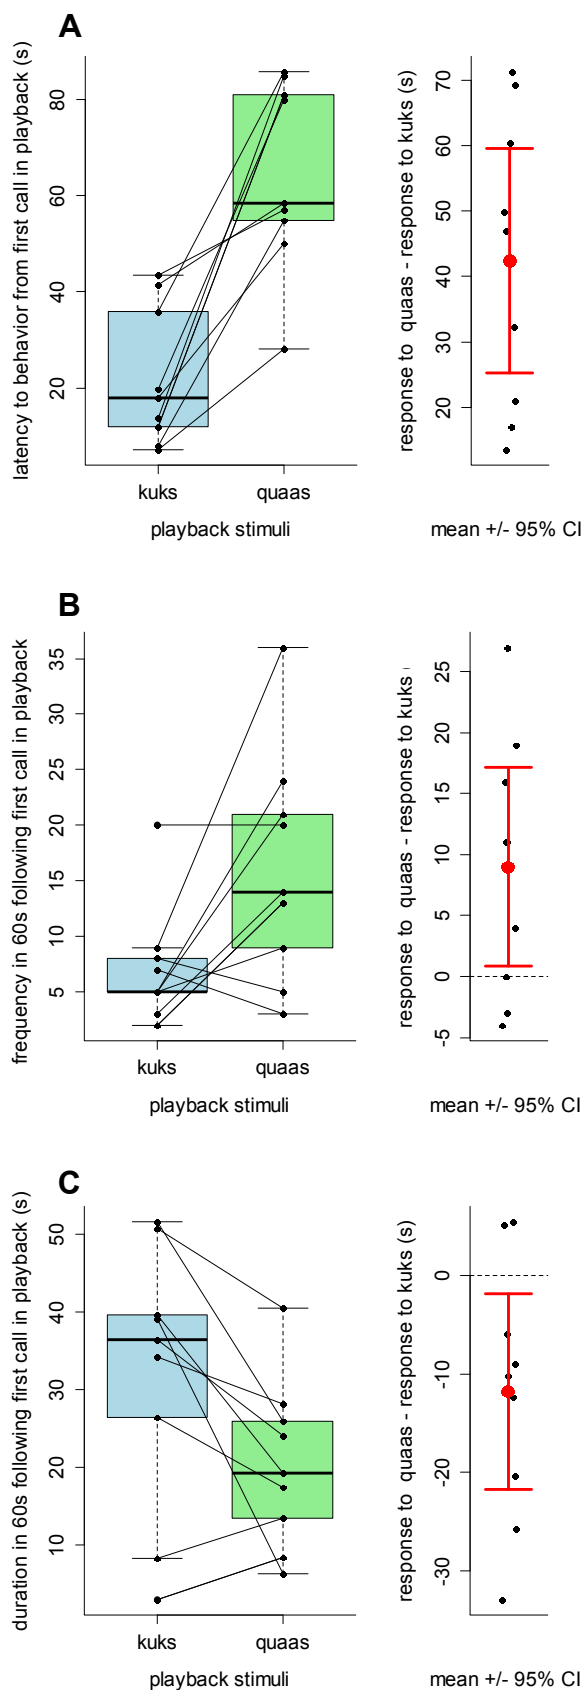 A
latency to behavior from first call in playback (s)
80
60
40
20
kuks
quaas
playback stimuli
response to quaas - response to kuks (s)
70
60
50
40
30
20
mean +/- 95% CI
B
frequency in 60s following first call in playback
35
30
25
20
15
10
5
kuks
quaas
playback stimuli
response to quaas - response to kuks (
25
20
15
10
5
0
-5
mean +/- 95% CI
C
duration in 60s following first call in playback (s)
50
40
30
20
10
kuks
quaas
playback stimuli
response to quaas - response to kuks (s)
0
-10
-20
-30
mean +/- 95% CI